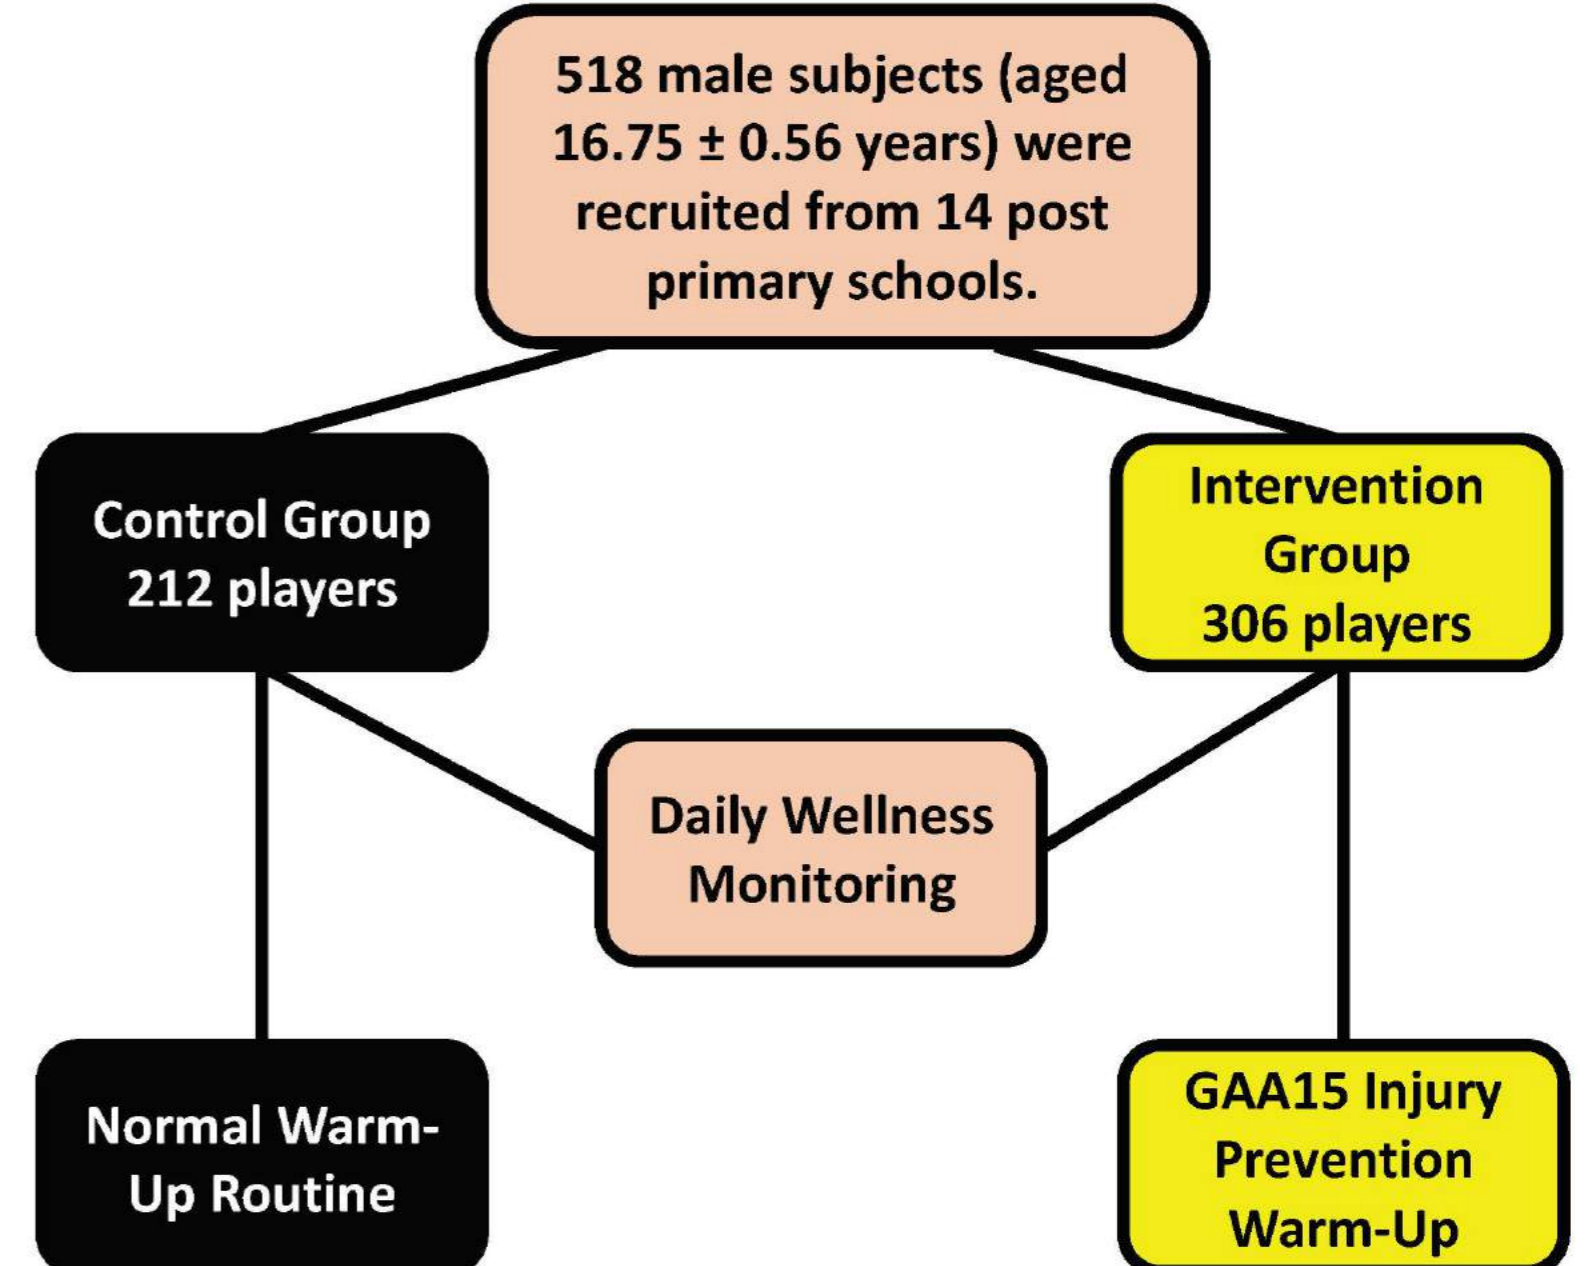 518 male subjects (aged
16.75 ± 0.56 years) were
recruited from 14 post
primary schools.
Control Group
212 players
Intervention
Group
306 players
Daily Wellness
Monitoring
Normal Warm-
Up Routine
GAA15 Injury
Prevention
Warm-Up